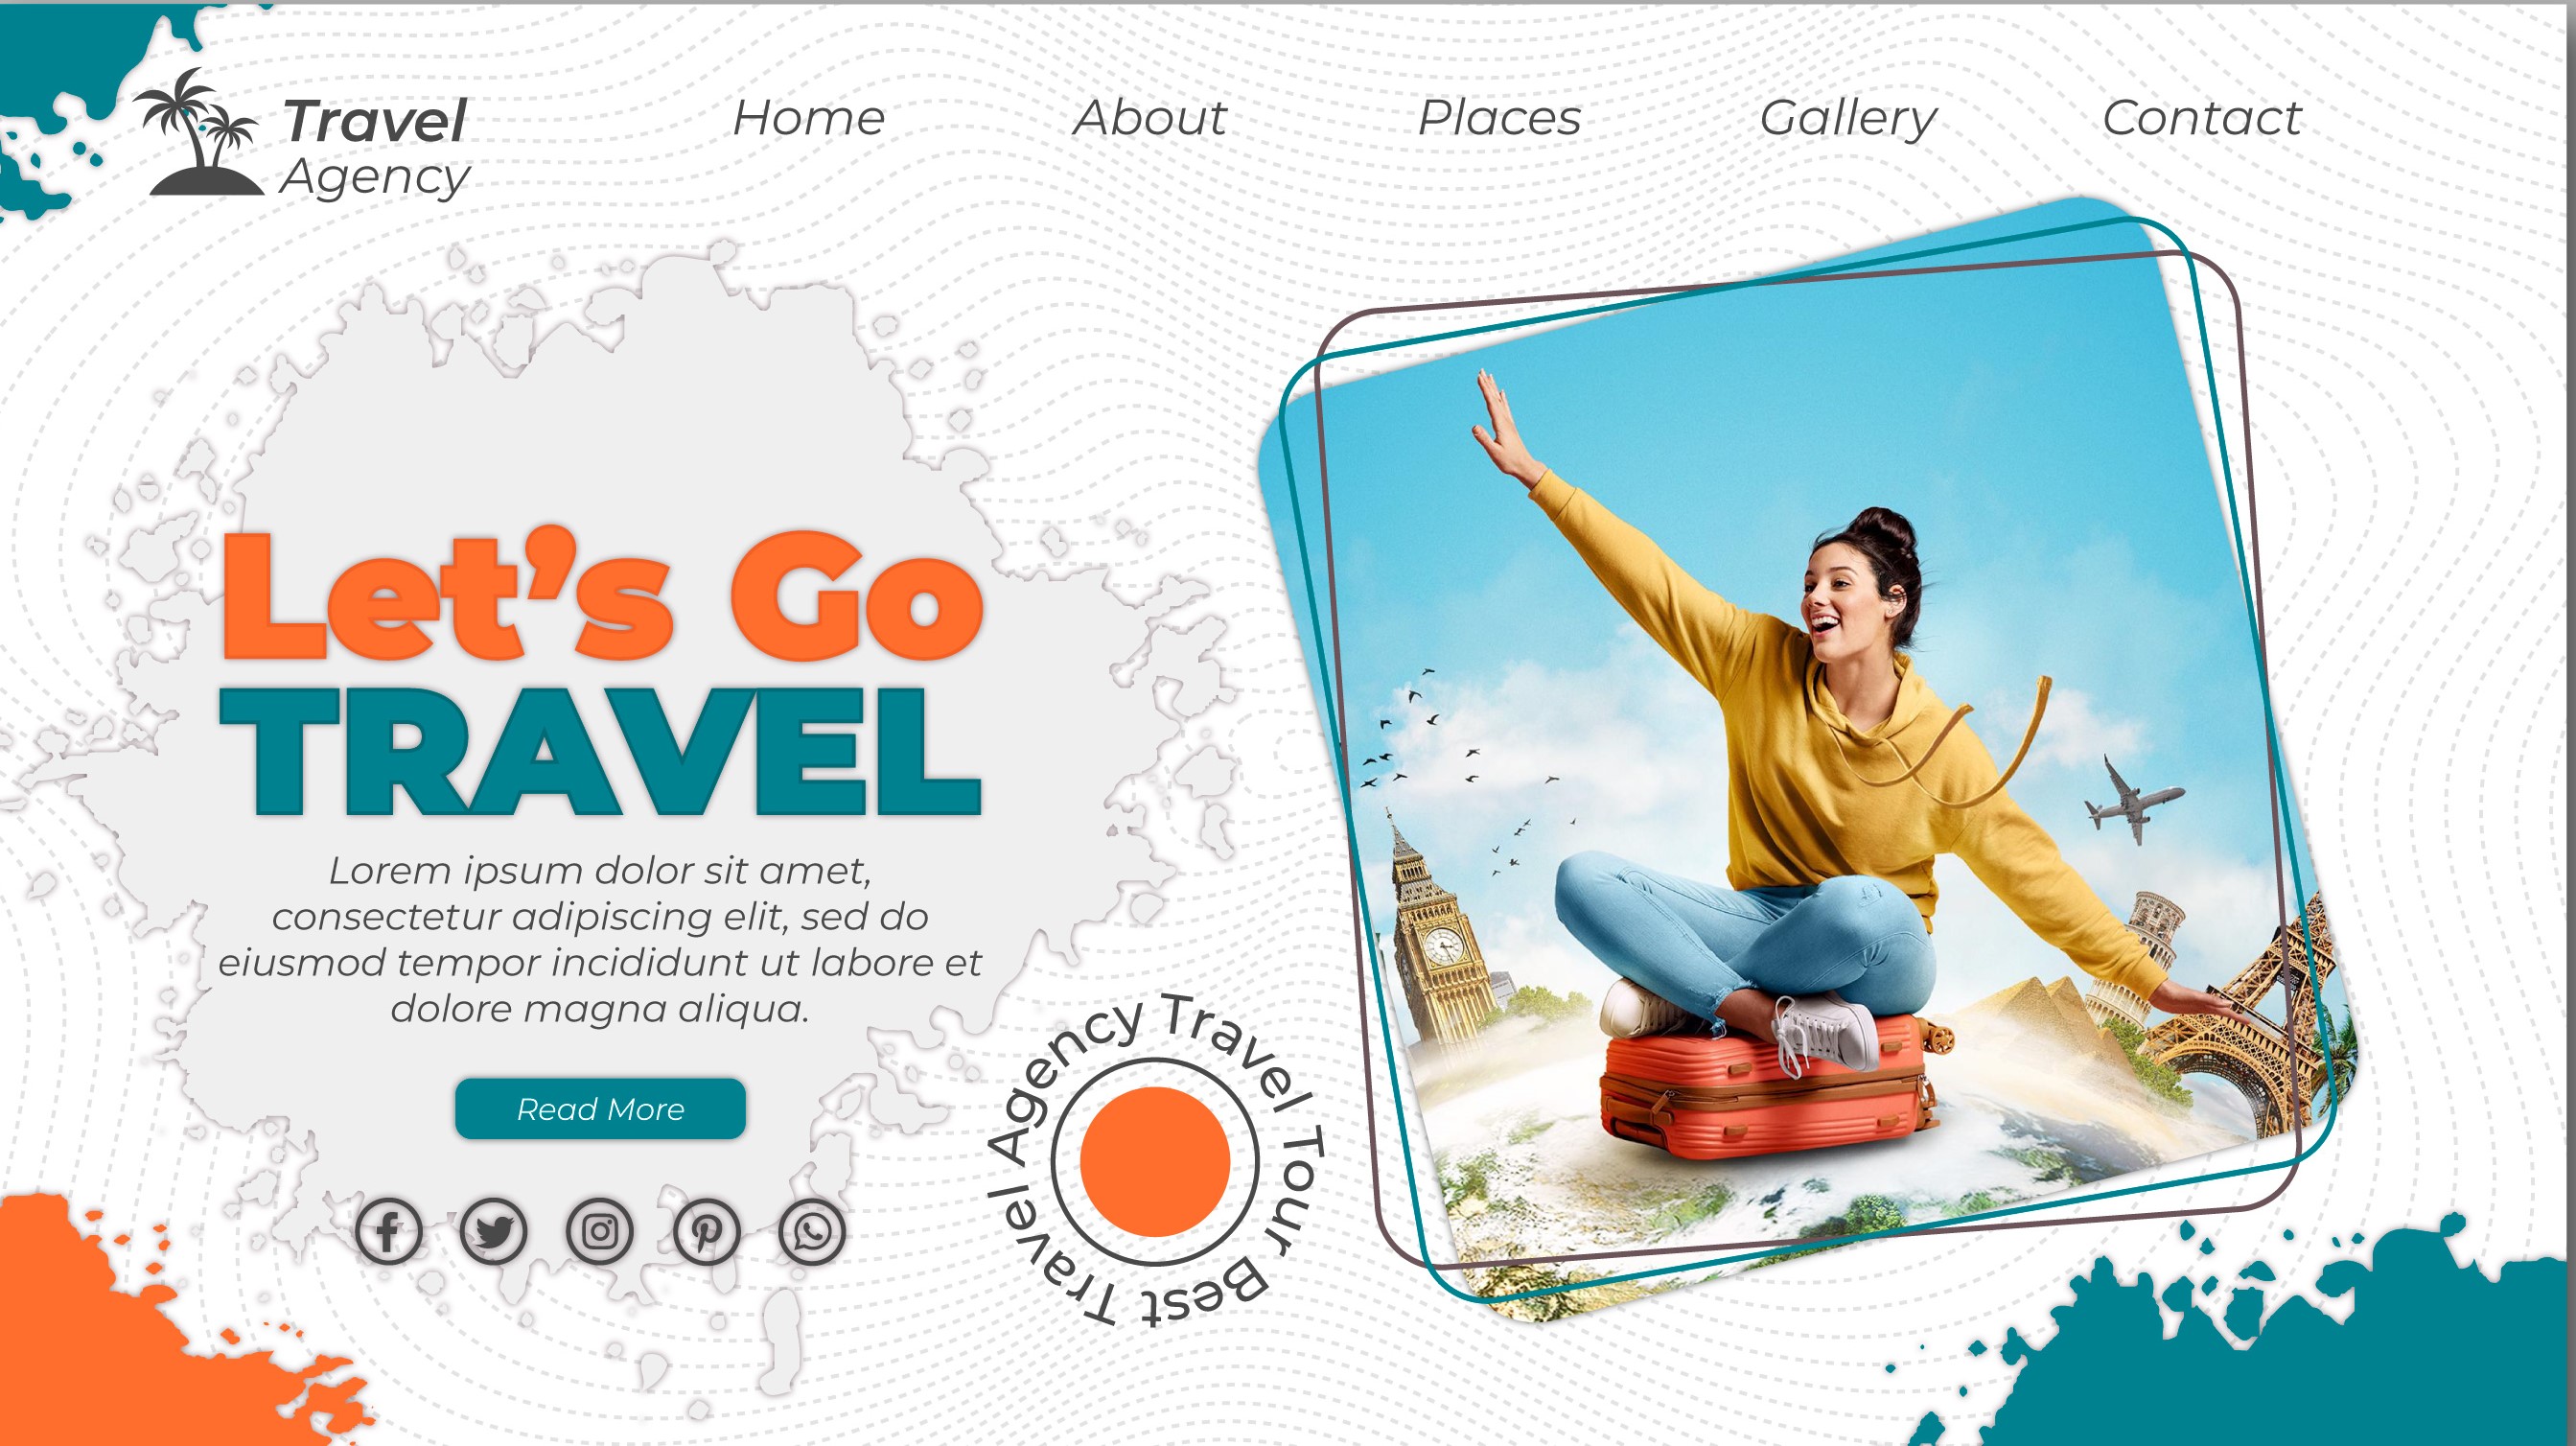 Travel
Agency
Home
About
Places
Gallery
Contact
Let's Go
TRAVEL
Lorem ipsum dolor sit amet,
consectetur adipiscing elit, sed do
eiusmod tempor incididunt ut labore et
dolore magna aliqua.
Read More
Travel Agency Travel Tour Best